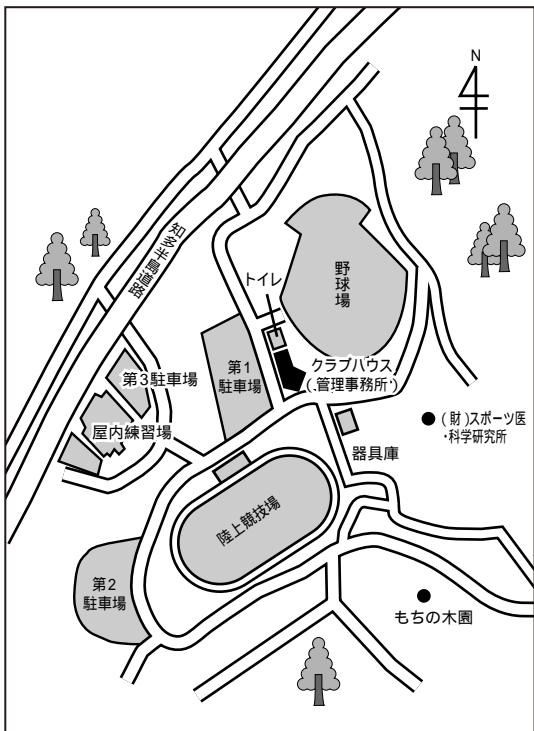 N
知多半島道路
トイレ
野球場
第1
駐車場
クラブハウス
(管理事務所)
第3駐車場
屋内練習場
(財)スポーツ医
・科学研究所
器具庫
陸上競技場
第2
駐車場
もちの木園